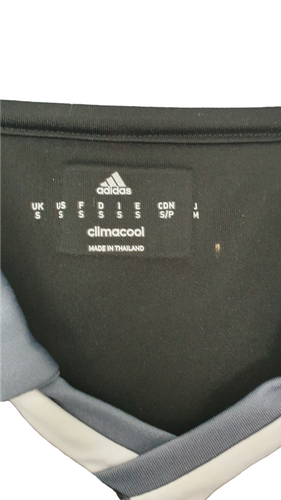 adidas
UK US F D I E CDN J
S S S S S S S/P M
climacool
MADE IN THAILAND